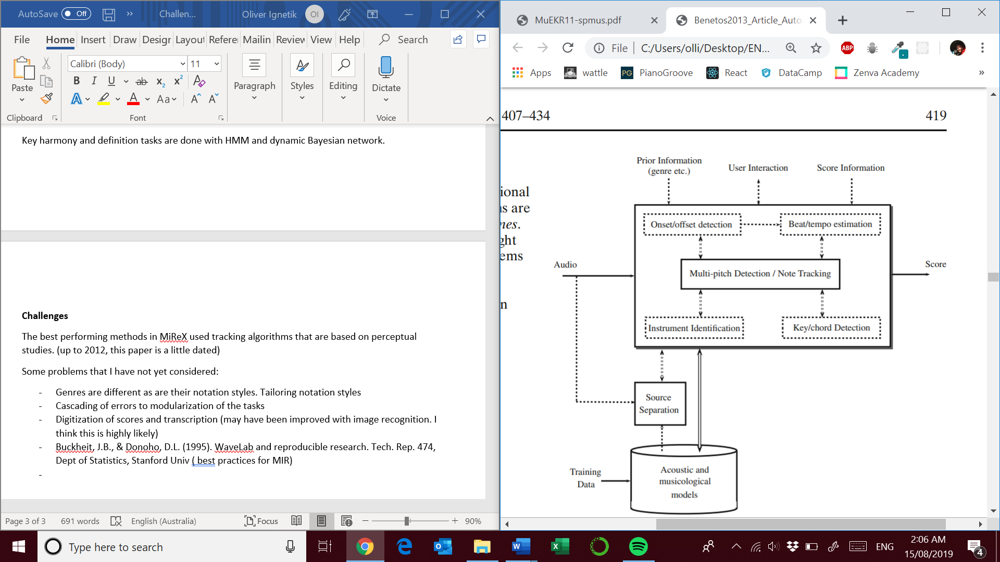 AutoSave Off
Challen...
Oliver Ignetik
OI
File Home Insert Draw Desigr Layout Referer Mailin Review View Help Search
Calibri (Body) 11
Paste
B I U ab x2 x2
A A Aa A A
Paragraph
Styles
Editing
Dictate
Clipboard
Font
Voice
Key harmony and definition tasks are done with HMM and dynamic Bayesian network.
Challenges
The best performing methods in MiReX used tracking algorithms that are based on perceptual
studies. (up to 2012, this paper is a little dated)
Some problems that I have not yet considered:
- Genres are different as are their notation styles. Tailoring notation styles
- Cascading of errors to modularization of the tasks
- Digitization of scores and transcription (may have been improved with image recognition. I
think this is highly likely)
- Buckheit, J.B., & Donoho, D.L. (1995). WaveLab and reproducible research. Tech. Rep. 474,
Dept of Statistics, Stanford Univ ( best practices for MIR)
-
Page 3 of 3 691 words English (Australia) Focus 90%
MuEKR11-spmus.pdf
Benetos2013_Article_Auto
File C:/Users/olli/Desktop/EN...
ABP
Apps wattle PG PianoGroove React DataCamp Zenva Academy
407–434 419
ional
ns are
nes.
ght
ems
n
Prior Information
(genre etc.)
User Interaction
Score Information
Onset/offset detection
Beat/tempo estimation
Audio
Multi-pitch Detection / Note Tracking
Score
Instrument Identification
Key/chord Detection
Source
Separation
Training
Data
Acoustic and
musicological
models
Type here to search
ENG
2:06 AM
15/08/2019
4